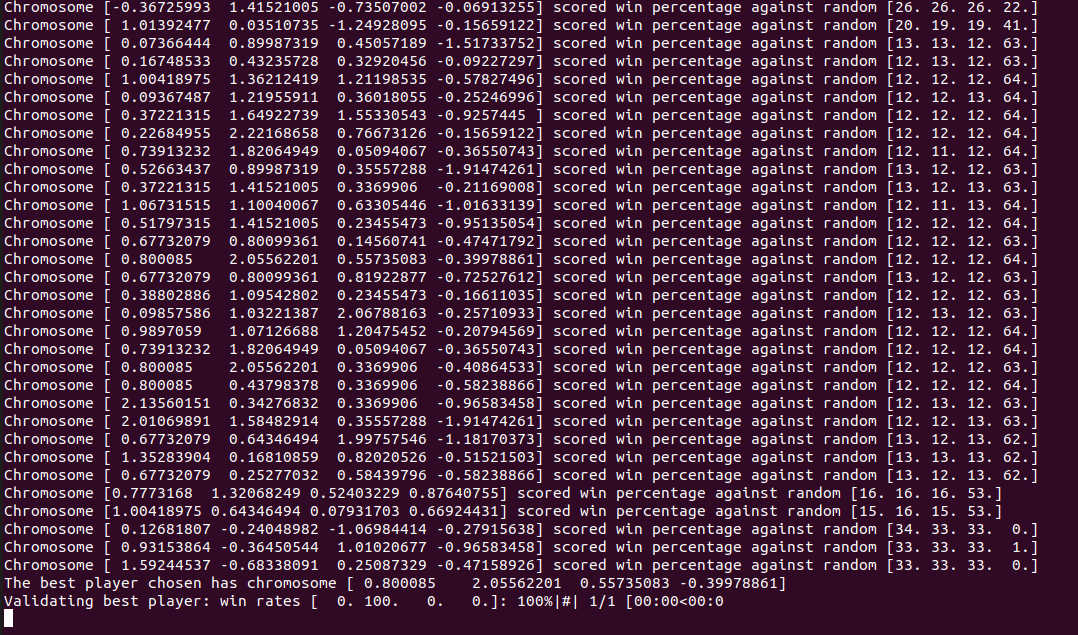 Chromosome [-0.36725993  1.41521005 -0.73507002 -0.06913255] scored win percentage against random [26. 26. 26. 22.]
Chromosome [ 1.01392477  0.03510735 -1.24928095 -0.15659122] scored win percentage against random [20. 19. 19. 41.]
Chromosome [ 0.07366444  0.89987319  0.45057189 -1.51733752] scored win percentage against random [13. 13. 12. 63.]
Chromosome [ 0.16748533  0.43235728  0.32920456 -0.09227297] scored win percentage against random [12. 13. 12. 63.]
Chromosome [ 1.00418975  1.36212419  1.21198535 -0.57827496] scored win percentage against random [12. 12. 12. 64.]
Chromosome [ 0.09367487  1.21955911  0.36018055 -0.25246996] scored win percentage against random [12. 12. 13. 64.]
Chromosome [ 0.37221315  1.64922739  1.55330543 -0.9257445 ] scored win percentage against random [12. 12. 12. 64.]
Chromosome [ 0.22684955  2.22168658  0.76673126 -0.15659122] scored win percentage against random [12. 12. 12. 64.]
Chromosome [ 0.73913232  1.82064949  0.05094067 -0.36550743] scored win percentage against random [12. 11. 12. 64.]
Chromosome [ 0.52663437  0.89987319  0.35557288 -1.91474261] scored win percentage against random [13. 12. 12. 63.]
Chromosome [ 0.37221315  1.41521005  0.3369906  -0.21169008] scored win percentage against random [12. 12. 13. 63.]
Chromosome [ 1.06731515  1.10040067  0.63305446 -1.01633139] scored win percentage against random [12. 11. 13. 64.]
Chromosome [ 0.51797315  1.41521005  0.23455473 -0.95135054] scored win percentage against random [12. 12. 12. 64.]
Chromosome [ 0.67732079  0.80099361  0.14560741 -0.47471792] scored win percentage against random [12. 12. 12. 63.]
Chromosome [ 0.800085    2.05562201  0.55735083 -0.39978861] scored win percentage against random [12. 12. 12. 64.]
Chromosome [ 0.67732079  0.80099361  0.81922877 -0.72527612] scored win percentage against random [13. 12. 12. 63.]
Chromosome [ 0.38802886  1.09542802  0.23455473 -0.16611035] scored win percentage against random [12. 12. 12. 63.]
Chromosome [ 0.09857586  1.03221387  2.06788163 -0.25710933] scored win percentage against random [12. 13. 12. 63.]
Chromosome [ 0.9897059   1.07126688  1.20475452 -0.20794569] scored win percentage against random [12. 12. 12. 64.]
Chromosome [ 0.73913232  1.82064949  0.05094067 -0.36550743] scored win percentage against random [12. 12. 12. 64.]
Chromosome [ 0.800085    2.05562201  0.3369906  -0.40864533] scored win percentage against random [12. 12. 12. 63.]
Chromosome [ 0.800085    0.43798378  0.3369906  -0.58238866] scored win percentage against random [12. 12. 12. 64.]
Chromosome [ 2.13560151  0.34276832  0.3369906  -0.96583458] scored win percentage against random [12. 13. 12. 63.]
Chromosome [ 2.01069891  1.58482914  0.35557288 -1.91474261] scored win percentage against random [12. 12. 13. 63.]
Chromosome [ 0.67732079  0.64346494  1.99757546 -1.18170373] scored win percentage against random [13. 12. 13. 62.]
Chromosome [ 1.35283904  0.16810859  0.82020526 -0.51521503] scored win percentage against random [13. 13. 13. 62.]
Chromosome [ 0.67732079  0.25277032  0.58439796 -0.58238866] scored win percentage against random [13. 12. 13. 62.]
Chromosome [0.7773168  1.32068249 0.52403229 0.87640755] scored win percentage against random [16. 16. 16. 53.]
Chromosome [1.00418975 0.64346494 0.07931703 0.66924431] scored win percentage against random [15. 16. 15. 53.]
Chromosome [ 0.12681807 -0.24048982 -1.06984414 -0.27915638] scored win percentage against random [34. 33. 33.  0.]
Chromosome [ 0.93153864 -0.36450544  1.01020677 -0.96583458] scored win percentage against random [33. 33. 33.  1.]
Chromosome [ 1.59244537 -0.68338091  0.25087329 -0.47158926] scored win percentage against random [33. 33. 33.  0.]
The best player chosen has chromosome [ 0.800085    2.05562201  0.55735083 -0.39978861]
Validating best player: win rates [  0. 100.   0.   0.]: 100%|#| 1/1 [00:00<00:0